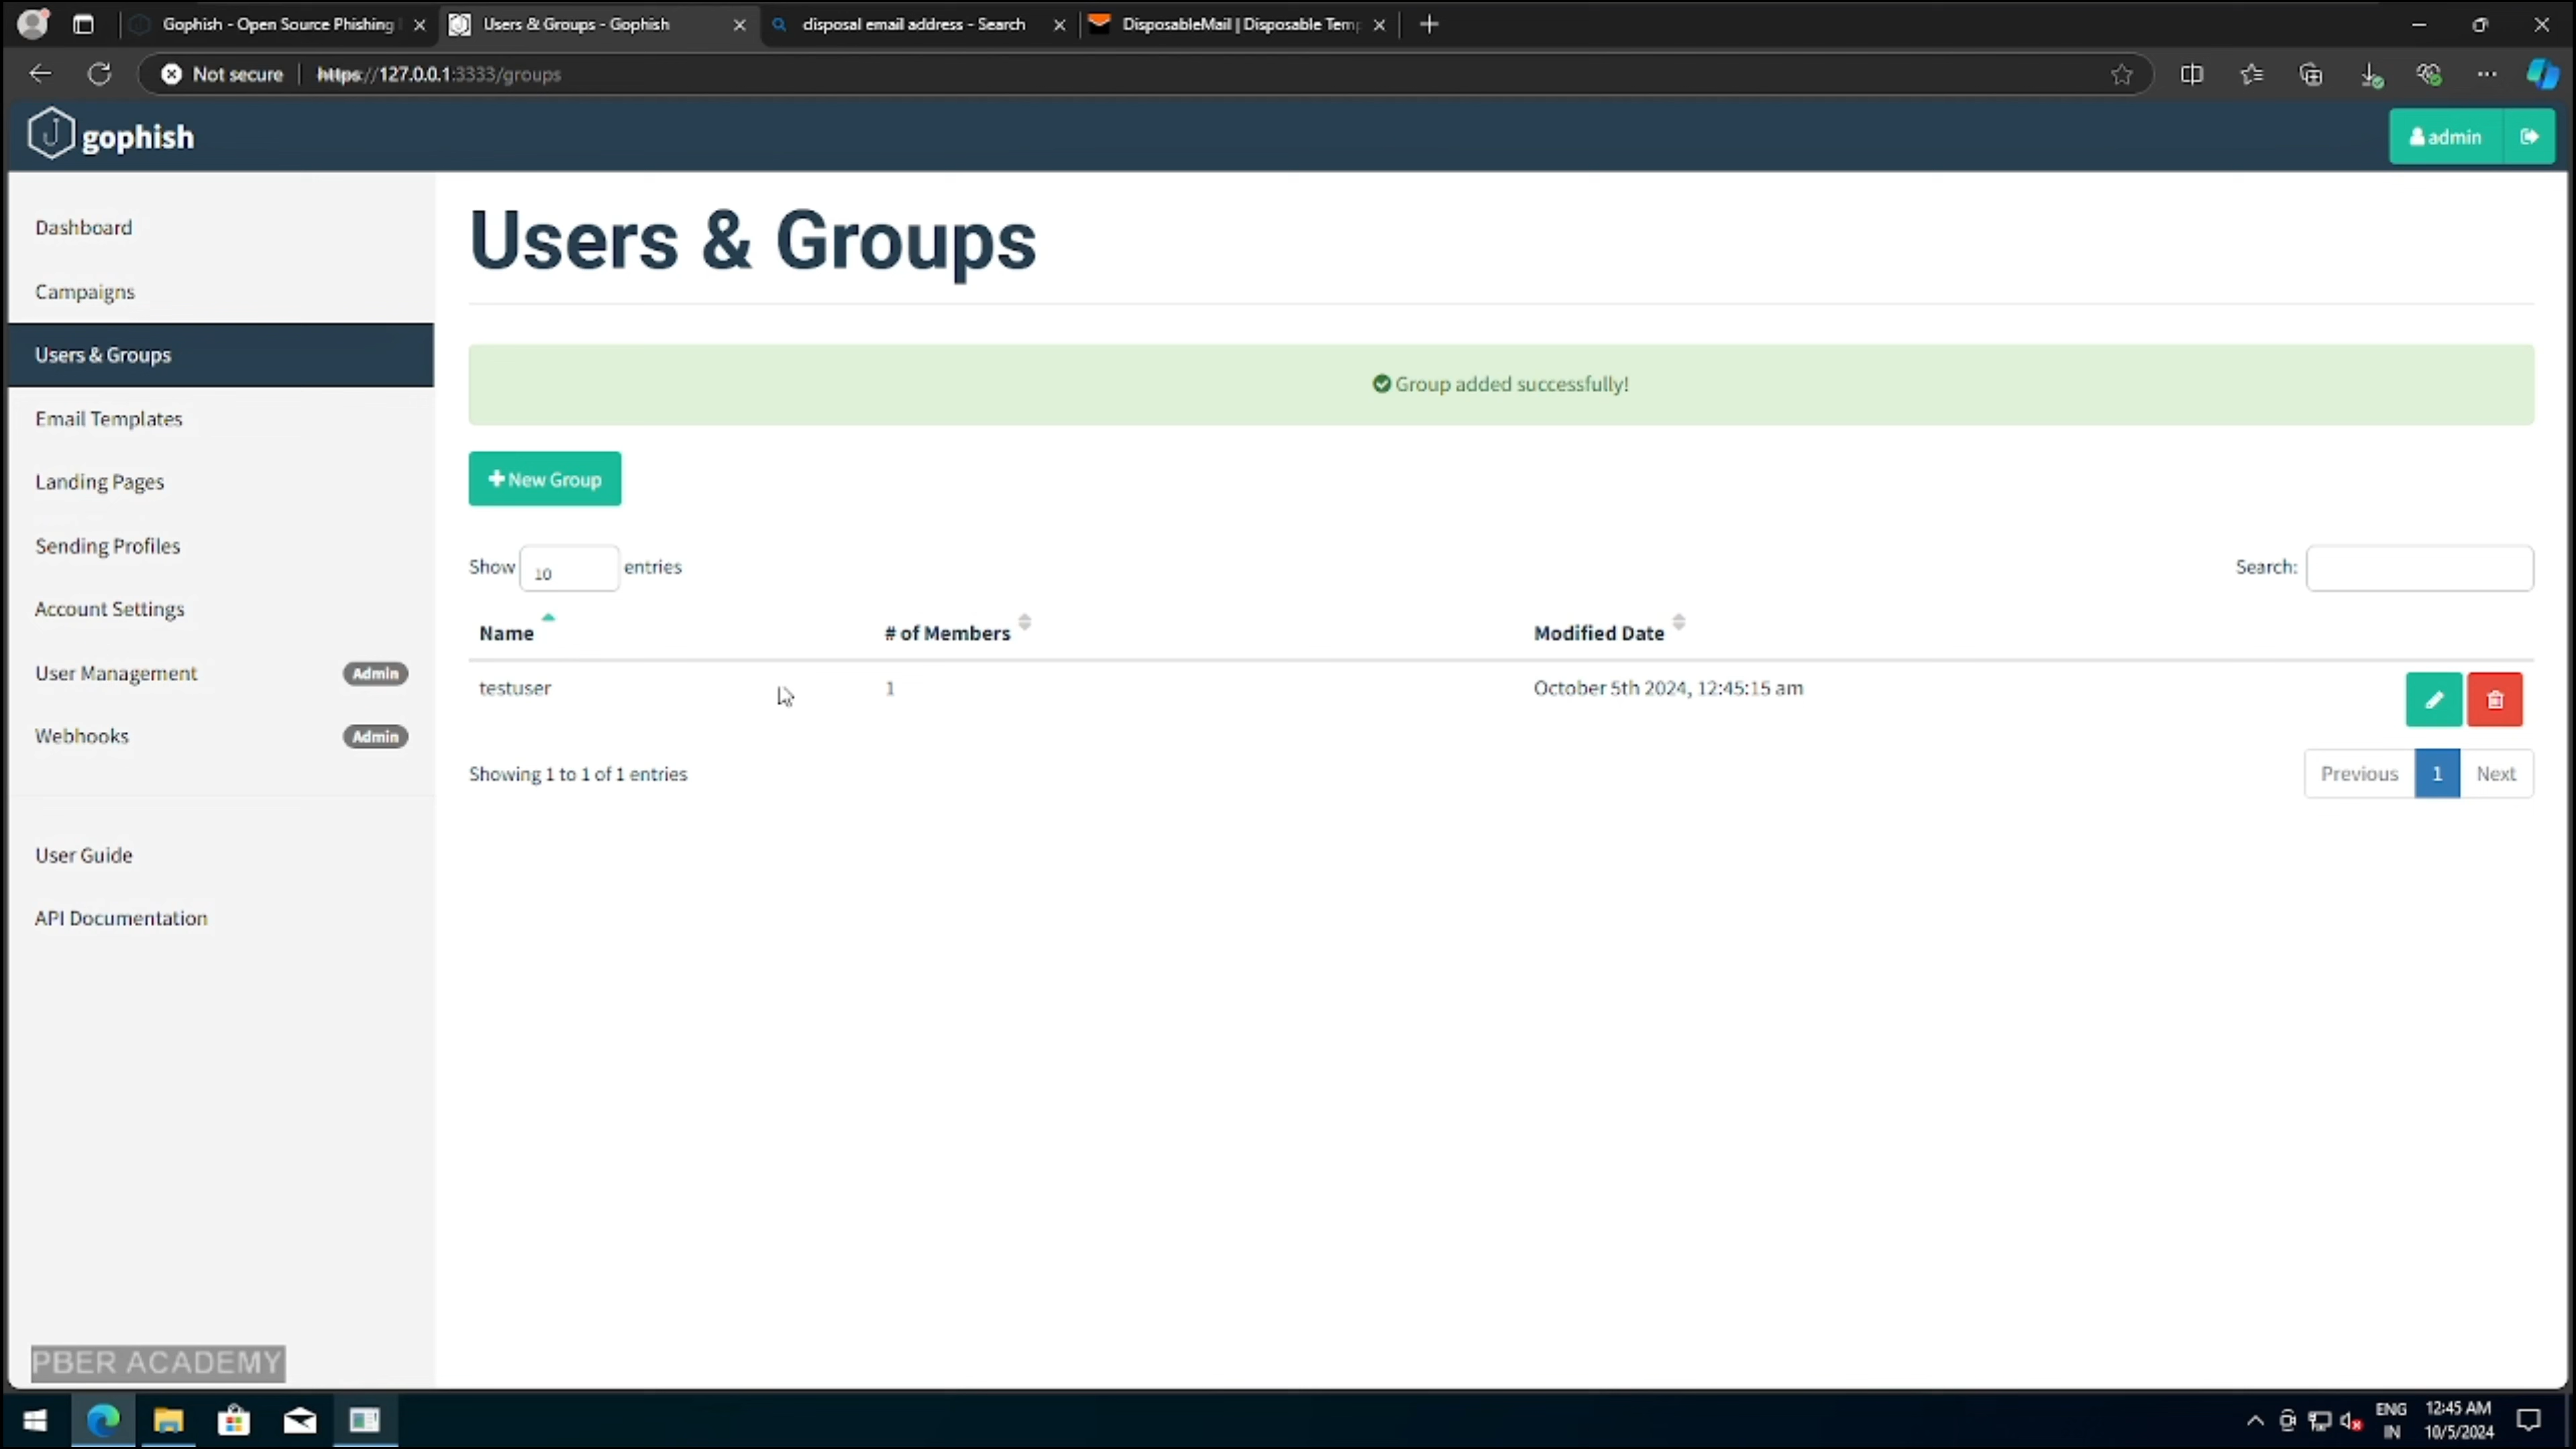 Gophish - Open Source Phishing
Users & Groups - Gophish
disposal email address - Search
DisposableMail | Disposable Temp
Not secure
https://127.0.0.1:3333/groups
gophish
admin
Dashboard
Campaigns
Users & Groups
Email Templates
Landing Pages
Sending Profiles
Account Settings
User Management Admin
Webhooks Admin
User Guide
API Documentation
Users & Groups
Group added successfully!
New Group
Show 10 entries
Search:
Name # of Members Modified Date
testuser 1 October 5th 2024, 12:45:15 am
Showing 1 to 1 of 1 entries
Previous 1 Next
PBER ACADEMY
ENG
IN
12:45 AM
10/5/2024